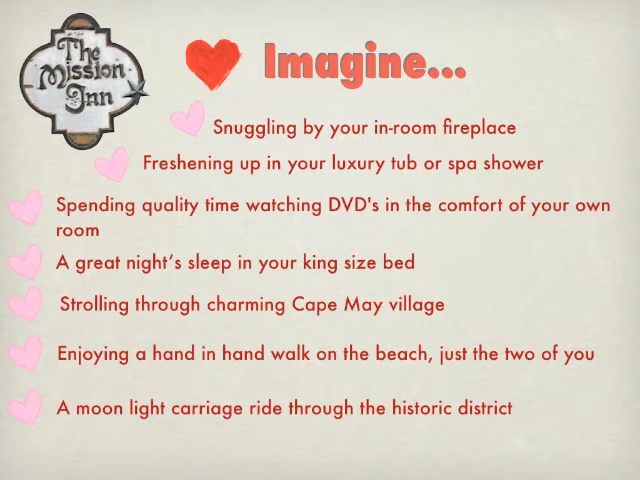 The
Mission
Inn
Imagine...
Snuggling by your in-room fireplace
Freshening up in your luxury tub or spa shower
Spending quality time watching DVD's in the comfort of your own
room
A great night’s sleep in your king size bed
Strolling through charming Cape May village
Enjoying a hand in hand walk on the beach, just the two of you
A moon light carriage ride through the historic district